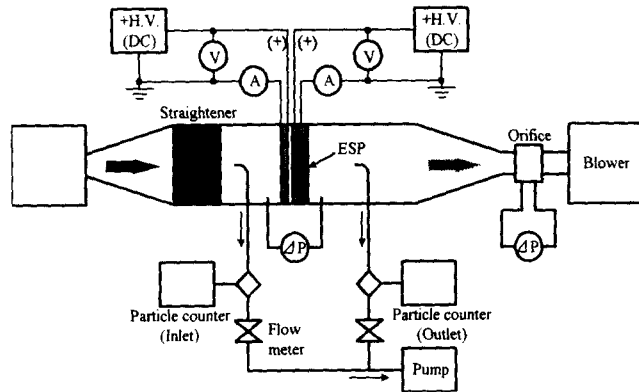 +H.V.
(DC)
V
(+)
(+)
V
+H.V.
(DC)
A
A
Straightener
ESP
Orifice
Blower
⊿P
⊿P
Particle counter
(Inlet)
Flow
meter
Particle counter
(Outlet)
Pump